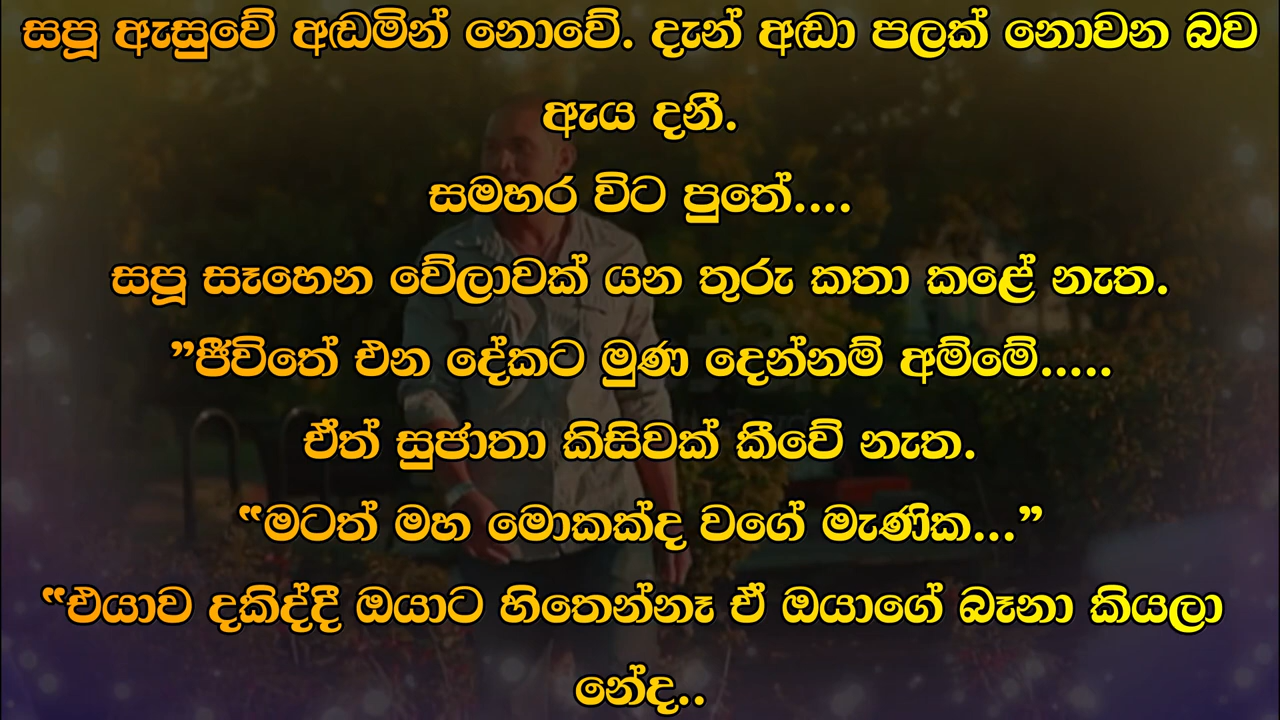 සපූ ඇසුවේ අඬමින් නොවේ. දැන් අඬා පලක් නොවන බව
ඇය දනී.
සමහර විට පුතේ....
සපූ සෑහෙන වේලාවක් යන තුරු කතා කළේ නැත.
”ජීවිතේ එන දේකට මුණ දෙන්නම් අම්මේ.....
ඒත් සුජාතා කිසිවක් කීවේ නැත.
“මටත් මහ මොකක්ද වගේ මැණික...”
“එයාව දකිද්දී ඔයාට හිතෙන්නෑ ඒ ඔයාගේ බෑනා කියලා
නේද..